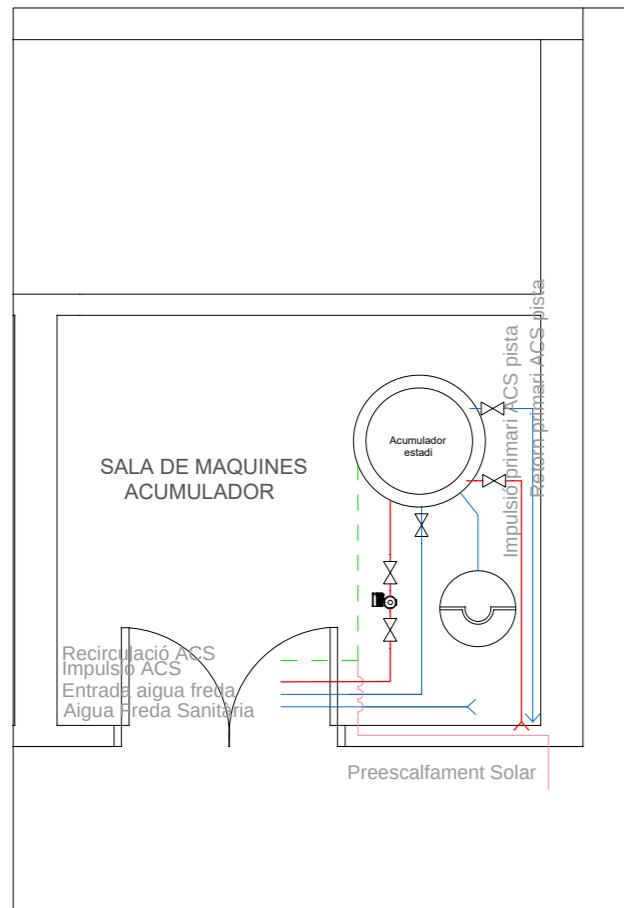 Impulsió primari ACS pista
Retorn primari ACS pista
Acumulador
estadi
SALA DE MAQUINES
ACUMULADOR
Recirculació ACS
Impulsió ACS
Entrada aigua freda
Aigua Freda Sanitària
Preescalfament Solar